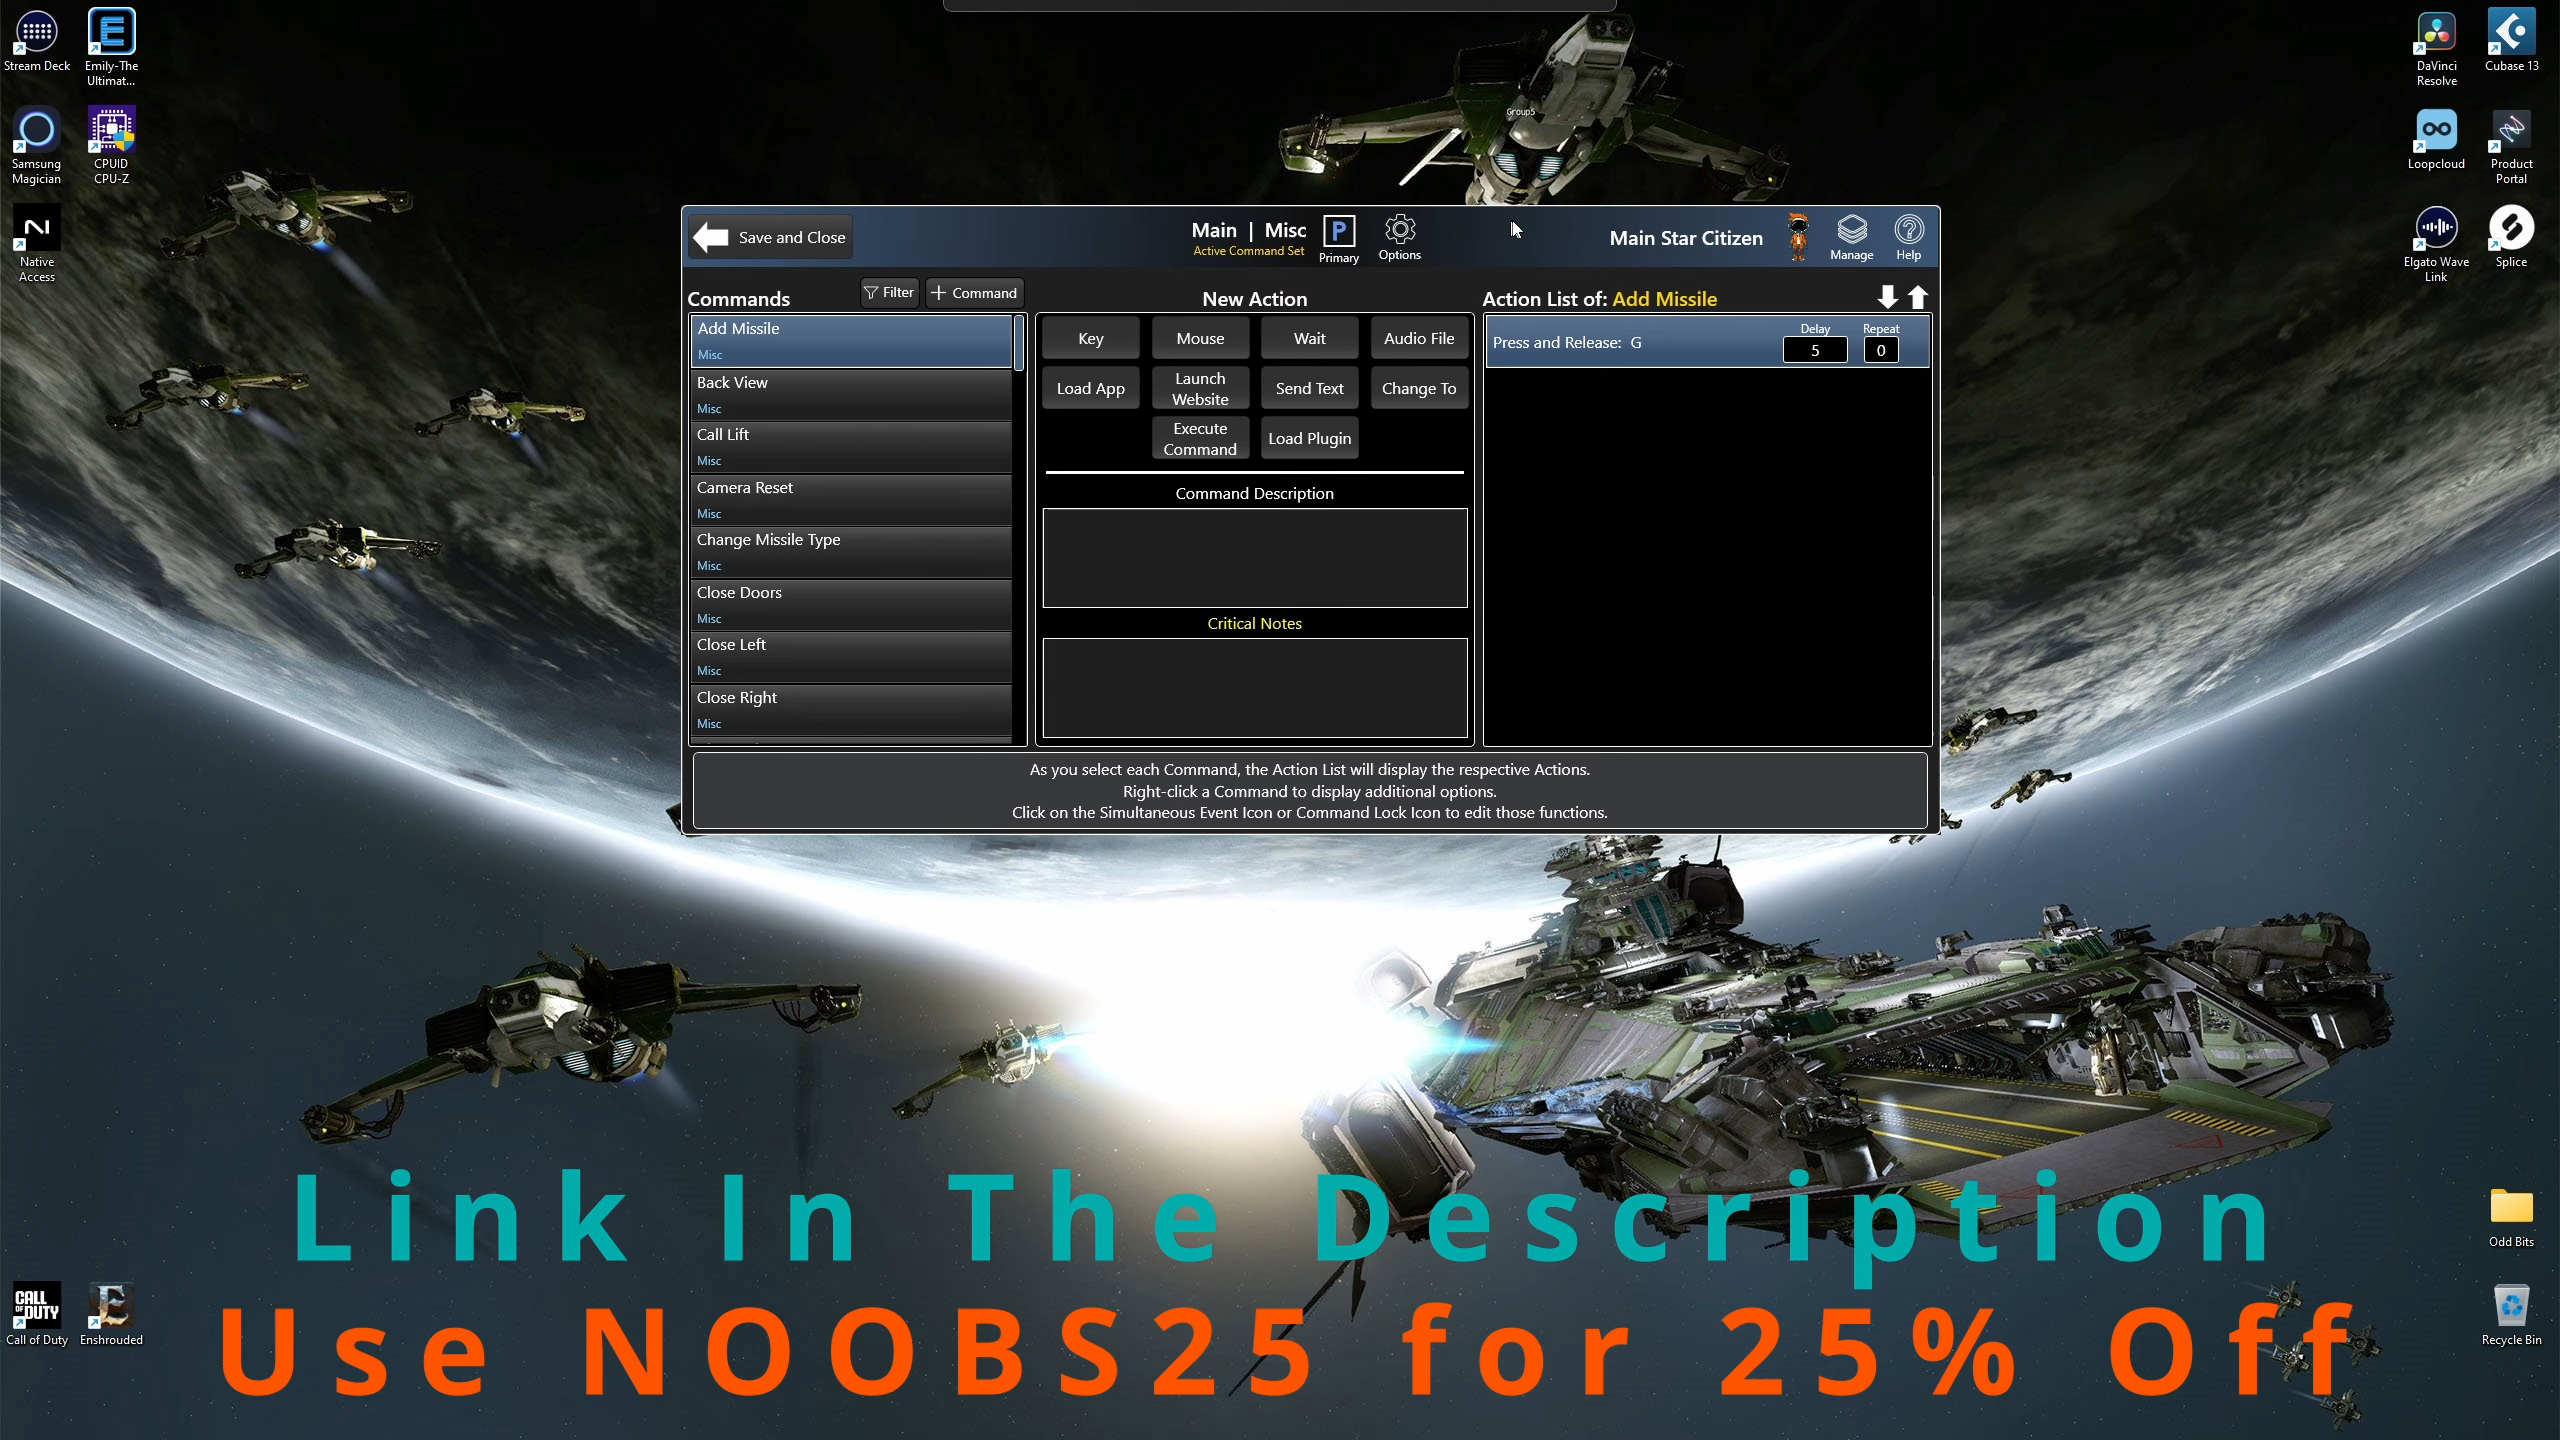 Stream Deck
Emily-The
Ultimat...
Samsung
Magician
CPUID
CPU-Z
Native
Access
DaVinci
Resolve
Cubase 13
Loopcloud
Product
Portal
Elgato Wave
Link
Splice
Group5
Save and Close
Main | Misc
Active Command Set
P
Primary
Options
Main Star Citizen
Manage
Help
Commands
Filter
+ Command
Add Missile
Misc
Back View
Misc
Call Lift
Misc
Camera Reset
Misc
Change Missile Type
Misc
Close Doors
Misc
Close Left
Misc
Close Right
Misc
New Action
Key
Mouse
Wait
Audio File
Load App
Launch
Website
Send Text
Change To
Execute
Command
Load Plugin
Command Description
Critical Notes
Action List of: Add Missile
Press and Release: G
Delay
5
Repeat
0
As you select each Command, the Action List will display the respective Actions.
Right-click a Command to display additional options.
Click on the Simultaneous Event Icon or Command Lock Icon to edit those functions.
Link In The Description
Use NOOBS25 for 25% Off
CALL
OF DUTY
Call of Duty
Enshrouded
Odd Bits
Recycle Bin